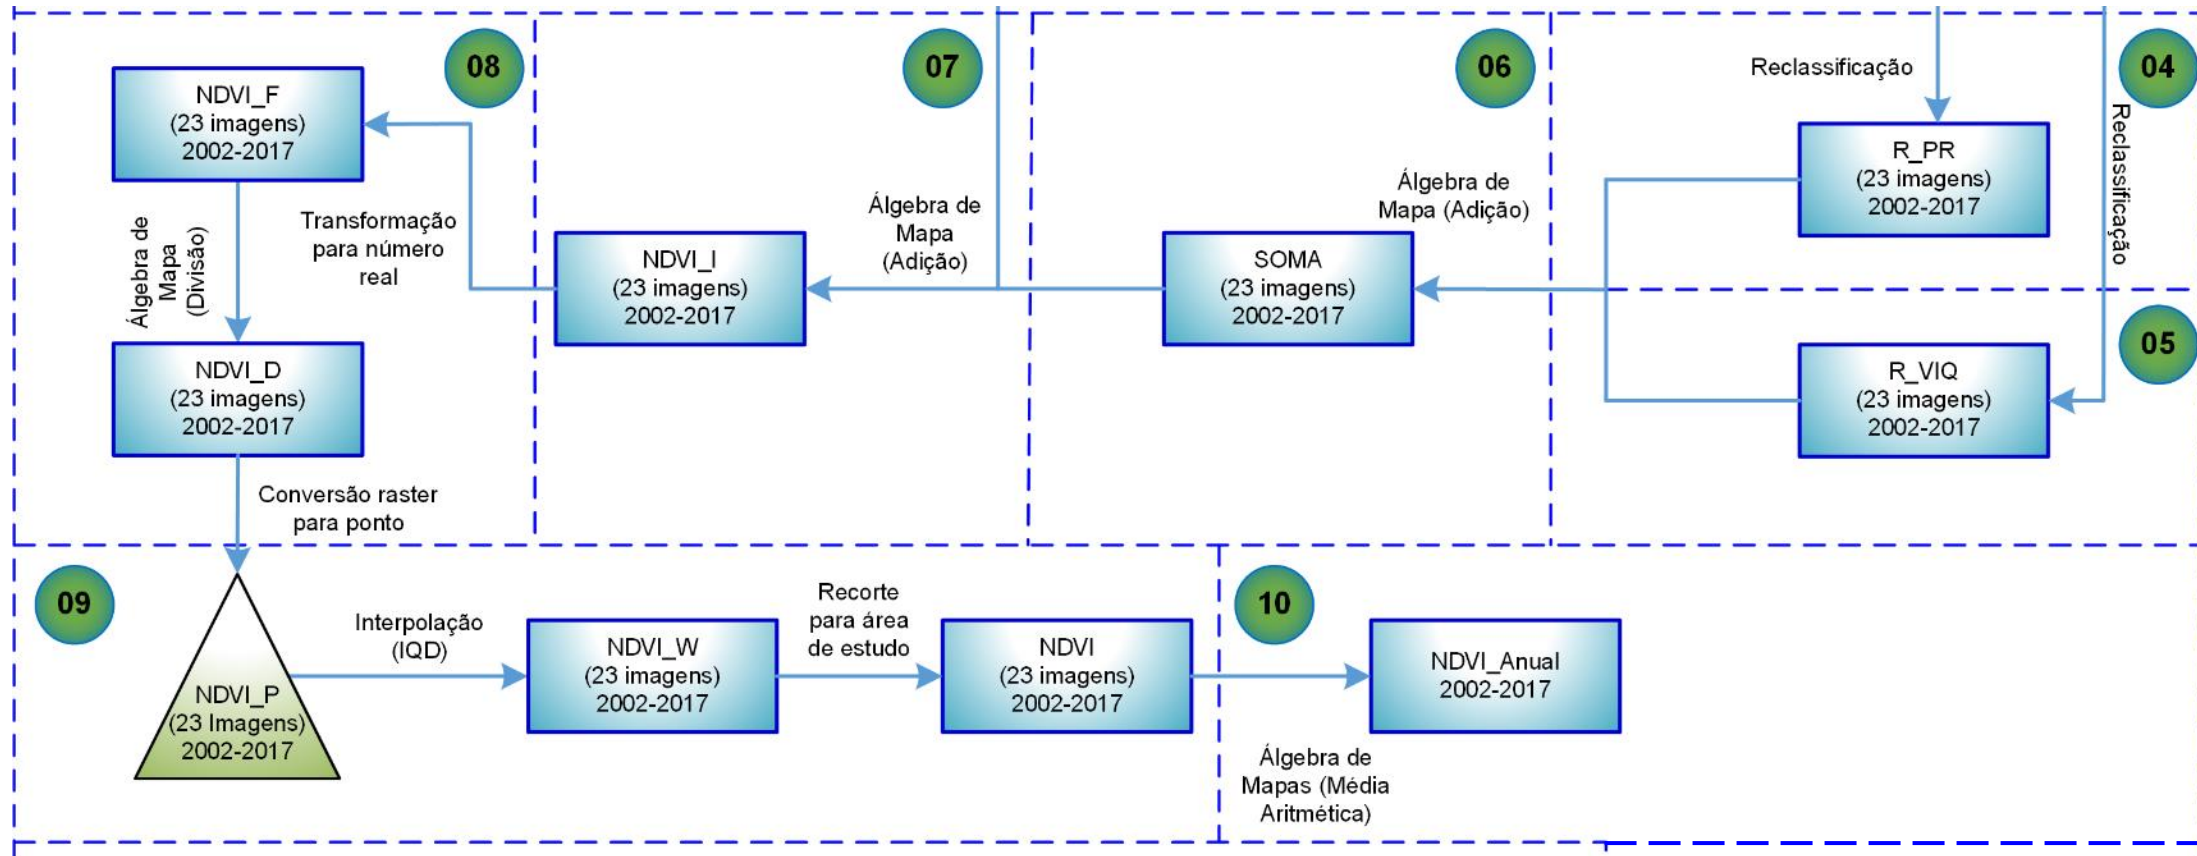 08
NDVI_F
(23 imagens)
2002-2017
Álgebra de
Mapa
(Divisão)
Transformação
para número
real
NDVI_D
(23 imagens)
2002-2017
Conversão raster
para ponto
07
Álgebra de
Mapa
(Adição)
NDVI_I
(23 imagens)
2002-2017
06
Álgebra de
Mapa (Adição)
SOMA
(23 imagens)
2002-2017
04
Reclassificação
Reclassificação
R_PR
(23 imagens)
2002-2017
05
R_VIQ
(23 imagens)
2002-2017
09
NDVI_P
(23 Imagens)
2002-2017
Interpolação
(IQD)
NDVI_W
(23 imagens)
2002-2017
Recorte
para área
de estudo
NDVI
(23 imagens)
2002-2017
10
Álgebra de
Mapas (Média
Aritmética)
NDVI_Anual
2002-2017